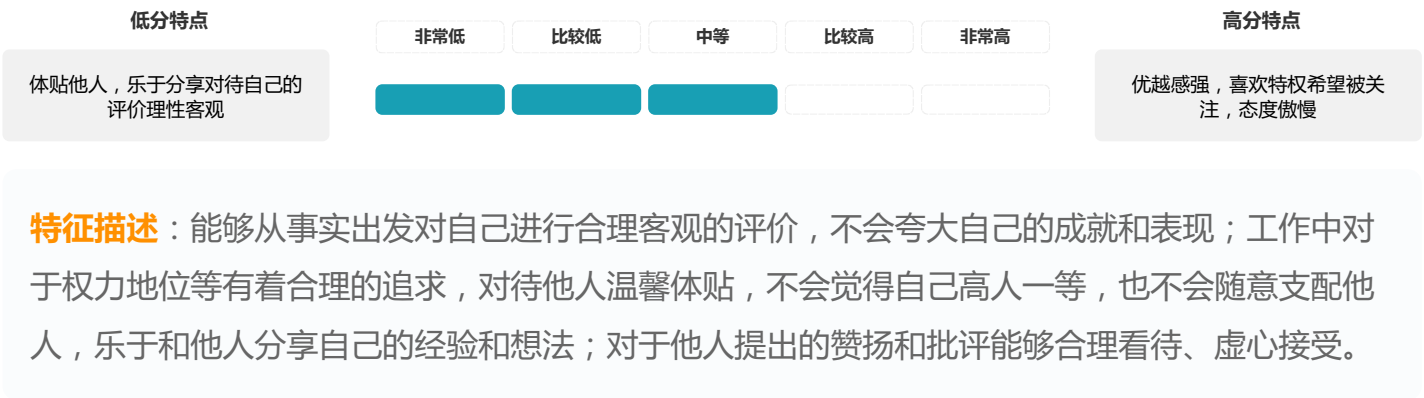 低分特点
非常低 比较低 中等 比较高 非常高
高分特点
体贴他人，乐于分享对待自己的
评价理性客观
优越感强，喜欢特权希望被关
注，态度傲慢
特征描述：能够从事实出发对自己进行合理客观的评价，不会夸大自己的成就和表现；工作中对
于权力地位等有着合理的追求，对待他人温馨体贴，不会觉得自己高人一等，也不会随意支配他
人，乐于和他人分享自己的经验和想法；对于他人提出的赞扬和批评能够合理看待、虚心接受。